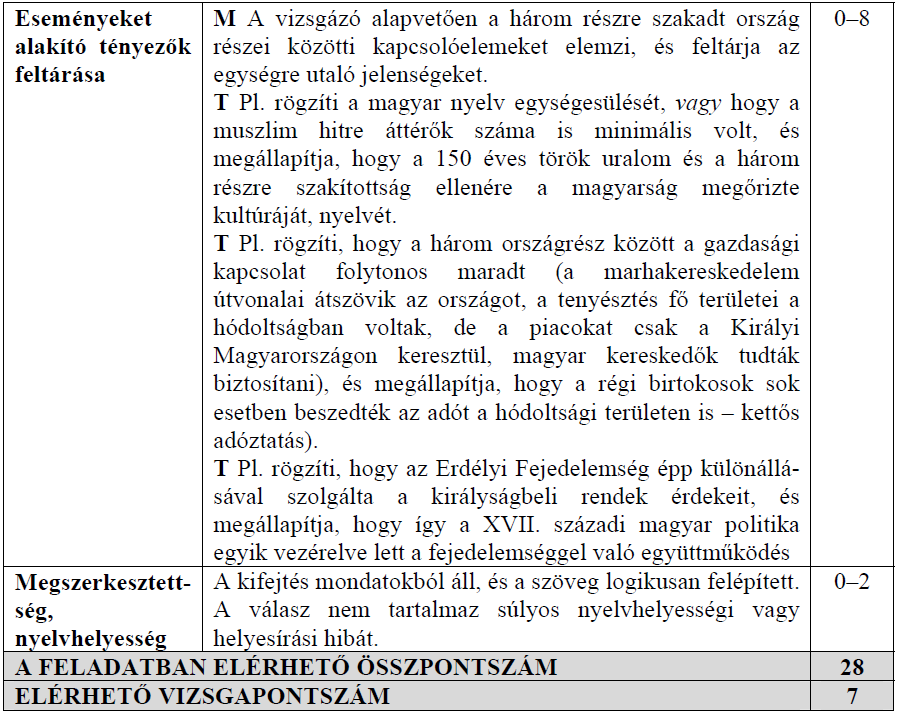 Eseményeket
alakító tényezők
feltárása
M A vizsgázó alapvetően a három részre szakadt ország
részei közötti kapcsolóelemeket elemzi, és feltárja az
egységre utaló jelenségeket.
T Pl. rögzíti a magyar nyelv egységesülését, vagy hogy a
muszlim hitre áttérők száma is minimális volt, és
megállapítja, hogy a 150 éves török uralom és a három
részre szakítottság ellenére a magyarság megőrizte
kultúráját, nyelvét.
T Pl. rögzíti, hogy a három országrész között a gazdasági
kapcsolat folytonos maradt (a marhakereskedelem
útvonalai átszövik az országot, a tenyésztés fő területei a
hódoltságban voltak, de a piacokat csak a Királyi
Magyarországon keresztül, magyar kereskedők tudták
biztosítani), és megállapítja, hogy a régi birtokosok sok
esetben beszedték az adót a hódoltsági területen is – kettős
adóztatás).
T Pl. rögzíti, hogy az Erdélyi Fejedelemség épp különállá-
sával szolgálta a királyságbeli rendek érdekeit, és
megállapítja, hogy így a XVII. századi magyar politika
egyik vezérelve lett a fejedelemséggel való együttműködés
0–8
Megszerkesztett-
ség,
nyelvhelyesség
A kifejtés mondatokból áll, és a szöveg logikusan felépített.
A válasz nem tartalmaz súlyos nyelvhelyességi vagy
helyesírási hibát.
0–2
A FELADATBAN ELÉRHETŐ ÖSSZPONTSZÁM 28
ELÉRHETŐ VIZSGAPONTSZÁM 7